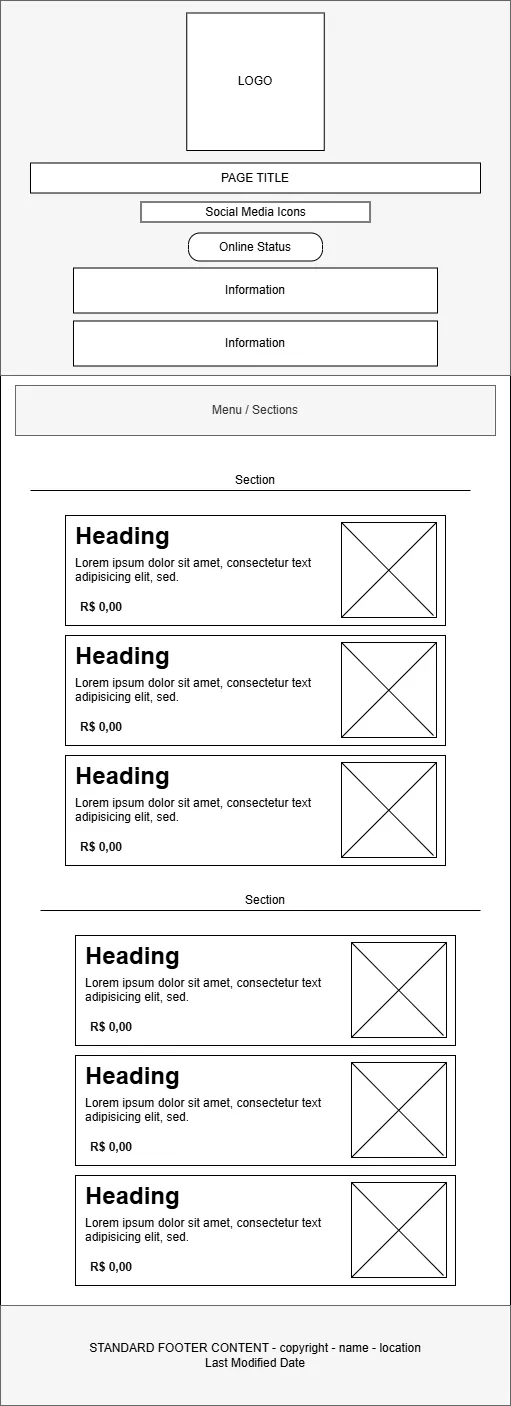 LOGO
PAGE TITLE
Social Media Icons
Online Status
Information
Information
Menu / Sections
Section
Heading
Lorem ipsum dolor sit amet, consectetur text
adipisicing elit, sed.
R$ 0,00
Heading
Lorem ipsum dolor sit amet, consectetur text
adipisicing elit, sed.
R$ 0,00
Heading
Lorem ipsum dolor sit amet, consectetur text
adipisicing elit, sed.
R$ 0,00
Section
Heading
Lorem ipsum dolor sit amet, consectetur text
adipisicing elit, sed.
R$ 0,00
Heading
Lorem ipsum dolor sit amet, consectetur text
adipisicing elit, sed.
R$ 0,00
Heading
Lorem ipsum dolor sit amet, consectetur text
adipisicing elit, sed.
R$ 0,00
STANDARD FOOTER CONTENT - copyright - name - location
Last Modified Date